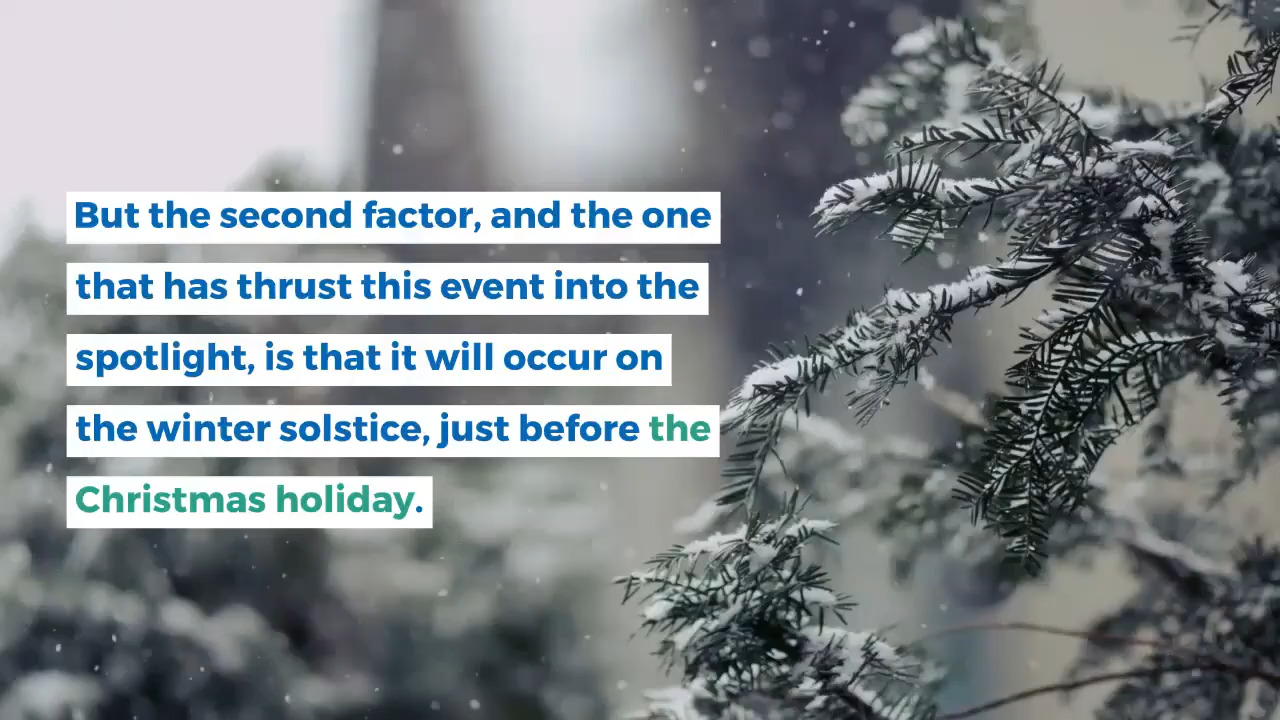 But the second factor, and the one
that has thrust this event into the
spotlight, is that it will occur on
the winter solstice, just before the
Christmas holiday.